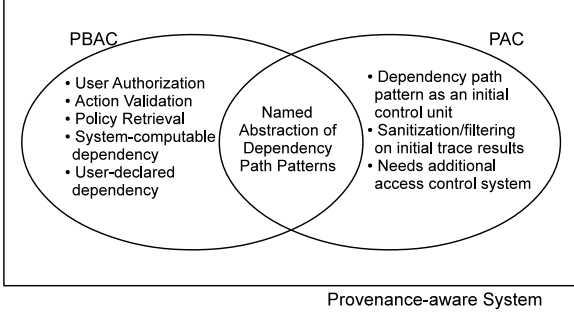 PBAC
PAC
• User Authorization
• Action Validation
• Policy Retrieval
• System-computable
dependency
• User-declared
dependency
Named
Abstraction of
Dependency
Path Patterns
• Dependency path
pattern as an initial
control unit
• Sanitization/filtering
on initial trace results
• Needs additional
access control system
Provenance-aware System